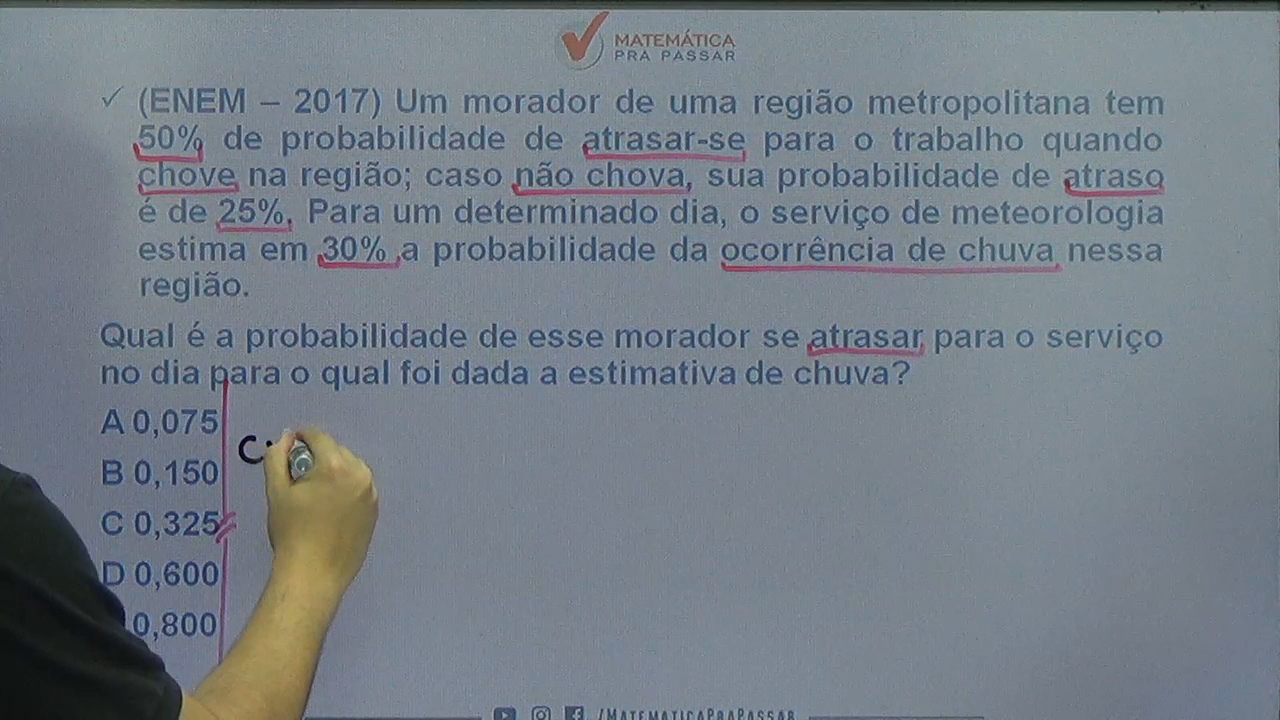 MATEMÁTICA
PRA PASSAR
(ENEM – 2017) Um morador de uma região metropolitana tem
50% de probabilidade de atrasar-se para o trabalho quando
chove na região; caso não chova, sua probabilidade de atraso
é de 25%. Para um determinado dia, o serviço de meteorologia
estima em 30% a probabilidade da ocorrência de chuva nessa
região.
Qual é a probabilidade de esse morador se atrasar para o serviço
no dia para o qual foi dada a estimativa de chuva?
A 0,075
C
B 0,150
C 0,325
D 0,600
0,800
/MATEMATICAPRAPASSAR